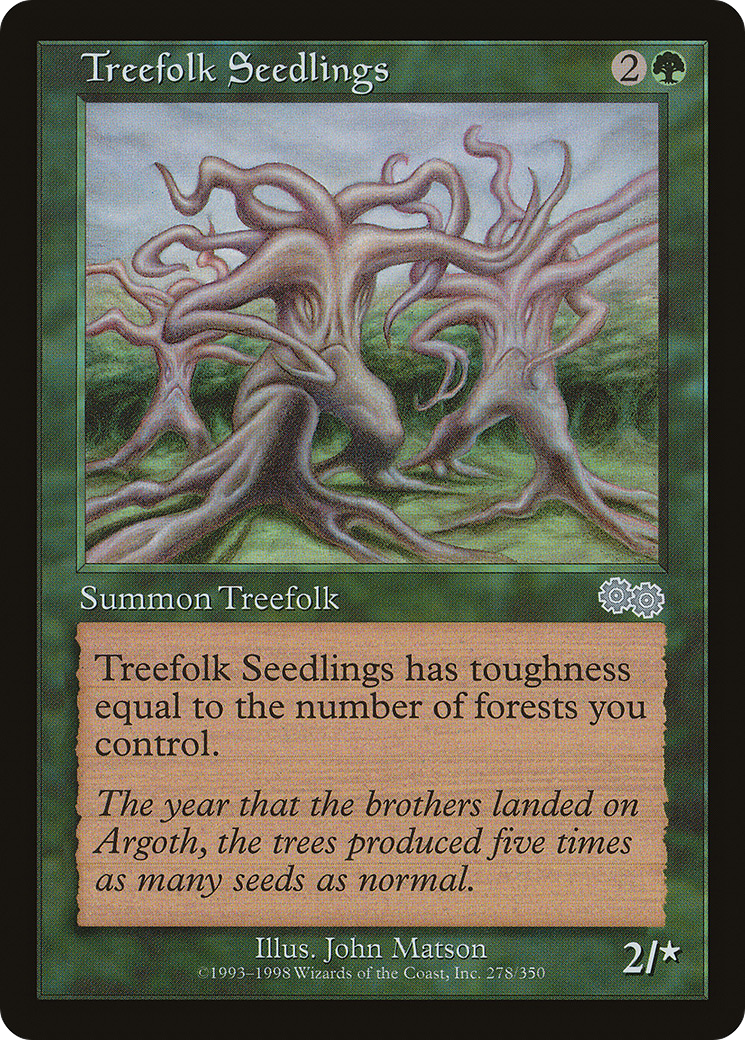 Treefolk Seedlings
2
Summon Treefolk
Treefolk Seedlings has toughness
equal to the number of forests you
control.
The year that the brothers landed on
Argoth, the trees produced five times
as many seeds as normal.
Illus. John Matson
©1993–1998 Wizards of the Coast, Inc. 278/350
2/★